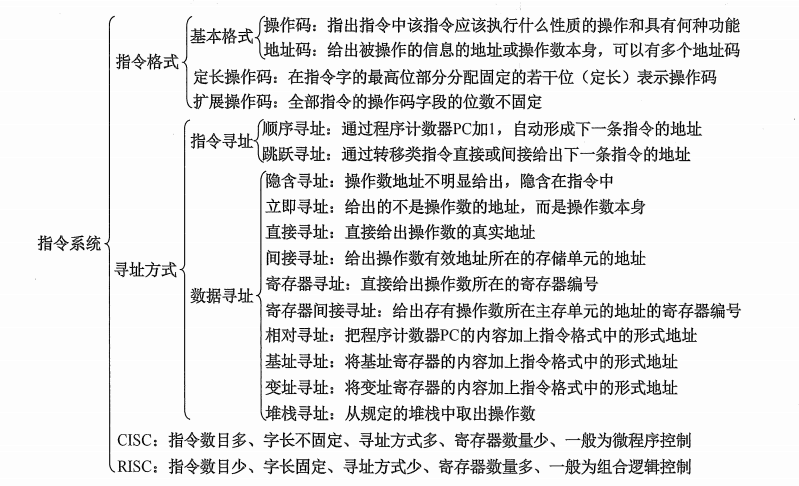 操作码：指出指令中该指令应该执行什么性质的操作和具有何种功能
基本格式
地址码：给出被操作的信息的地址或操作数本身，可以有多个地址码
指令格式
定长操作码：在指令字的最高位部分分配固定的若干位（定长）表示操作码
扩展操作码：全部指令的操作码字段的位数不固定
顺序寻址：通过程序计数器PC加1，自动形成下一条指令的地址
指令寻址
跳跃寻址：通过转移类指令直接或间接给出下一条指令的地址
隐含寻址：操作数地址不明显给出，隐含在指令中
立即寻址：给出的不是操作数的地址，而是操作数本身
直接寻址：直接给出操作数的真实地址
指令系统
间接寻址：给出操作数有效地址所在的存储单元的地址
寻址方式
寄存器寻址：直接给出操作数所在的寄存器编号
数据寻址
寄存器间接寻址：给出存有操作数所在主存单元的地址的寄存器编号
相对寻址：把程序计数器PC的内容加上指令格式中的形式地址
基址寻址：将基址寄存器的内容加上指令格式中的形式地址
变址寻址：将变址寄存器的内容加上指令格式中的形式地址
堆栈寻址：从规定的堆栈中取出操作数
CISC：指令数目多、字长不固定、寻址方式多、寄存器数量少、一般为微程序控制
RISC：指令数目少、字长固定、寻址方式少、寄存器数量多、一般为组合逻辑控制